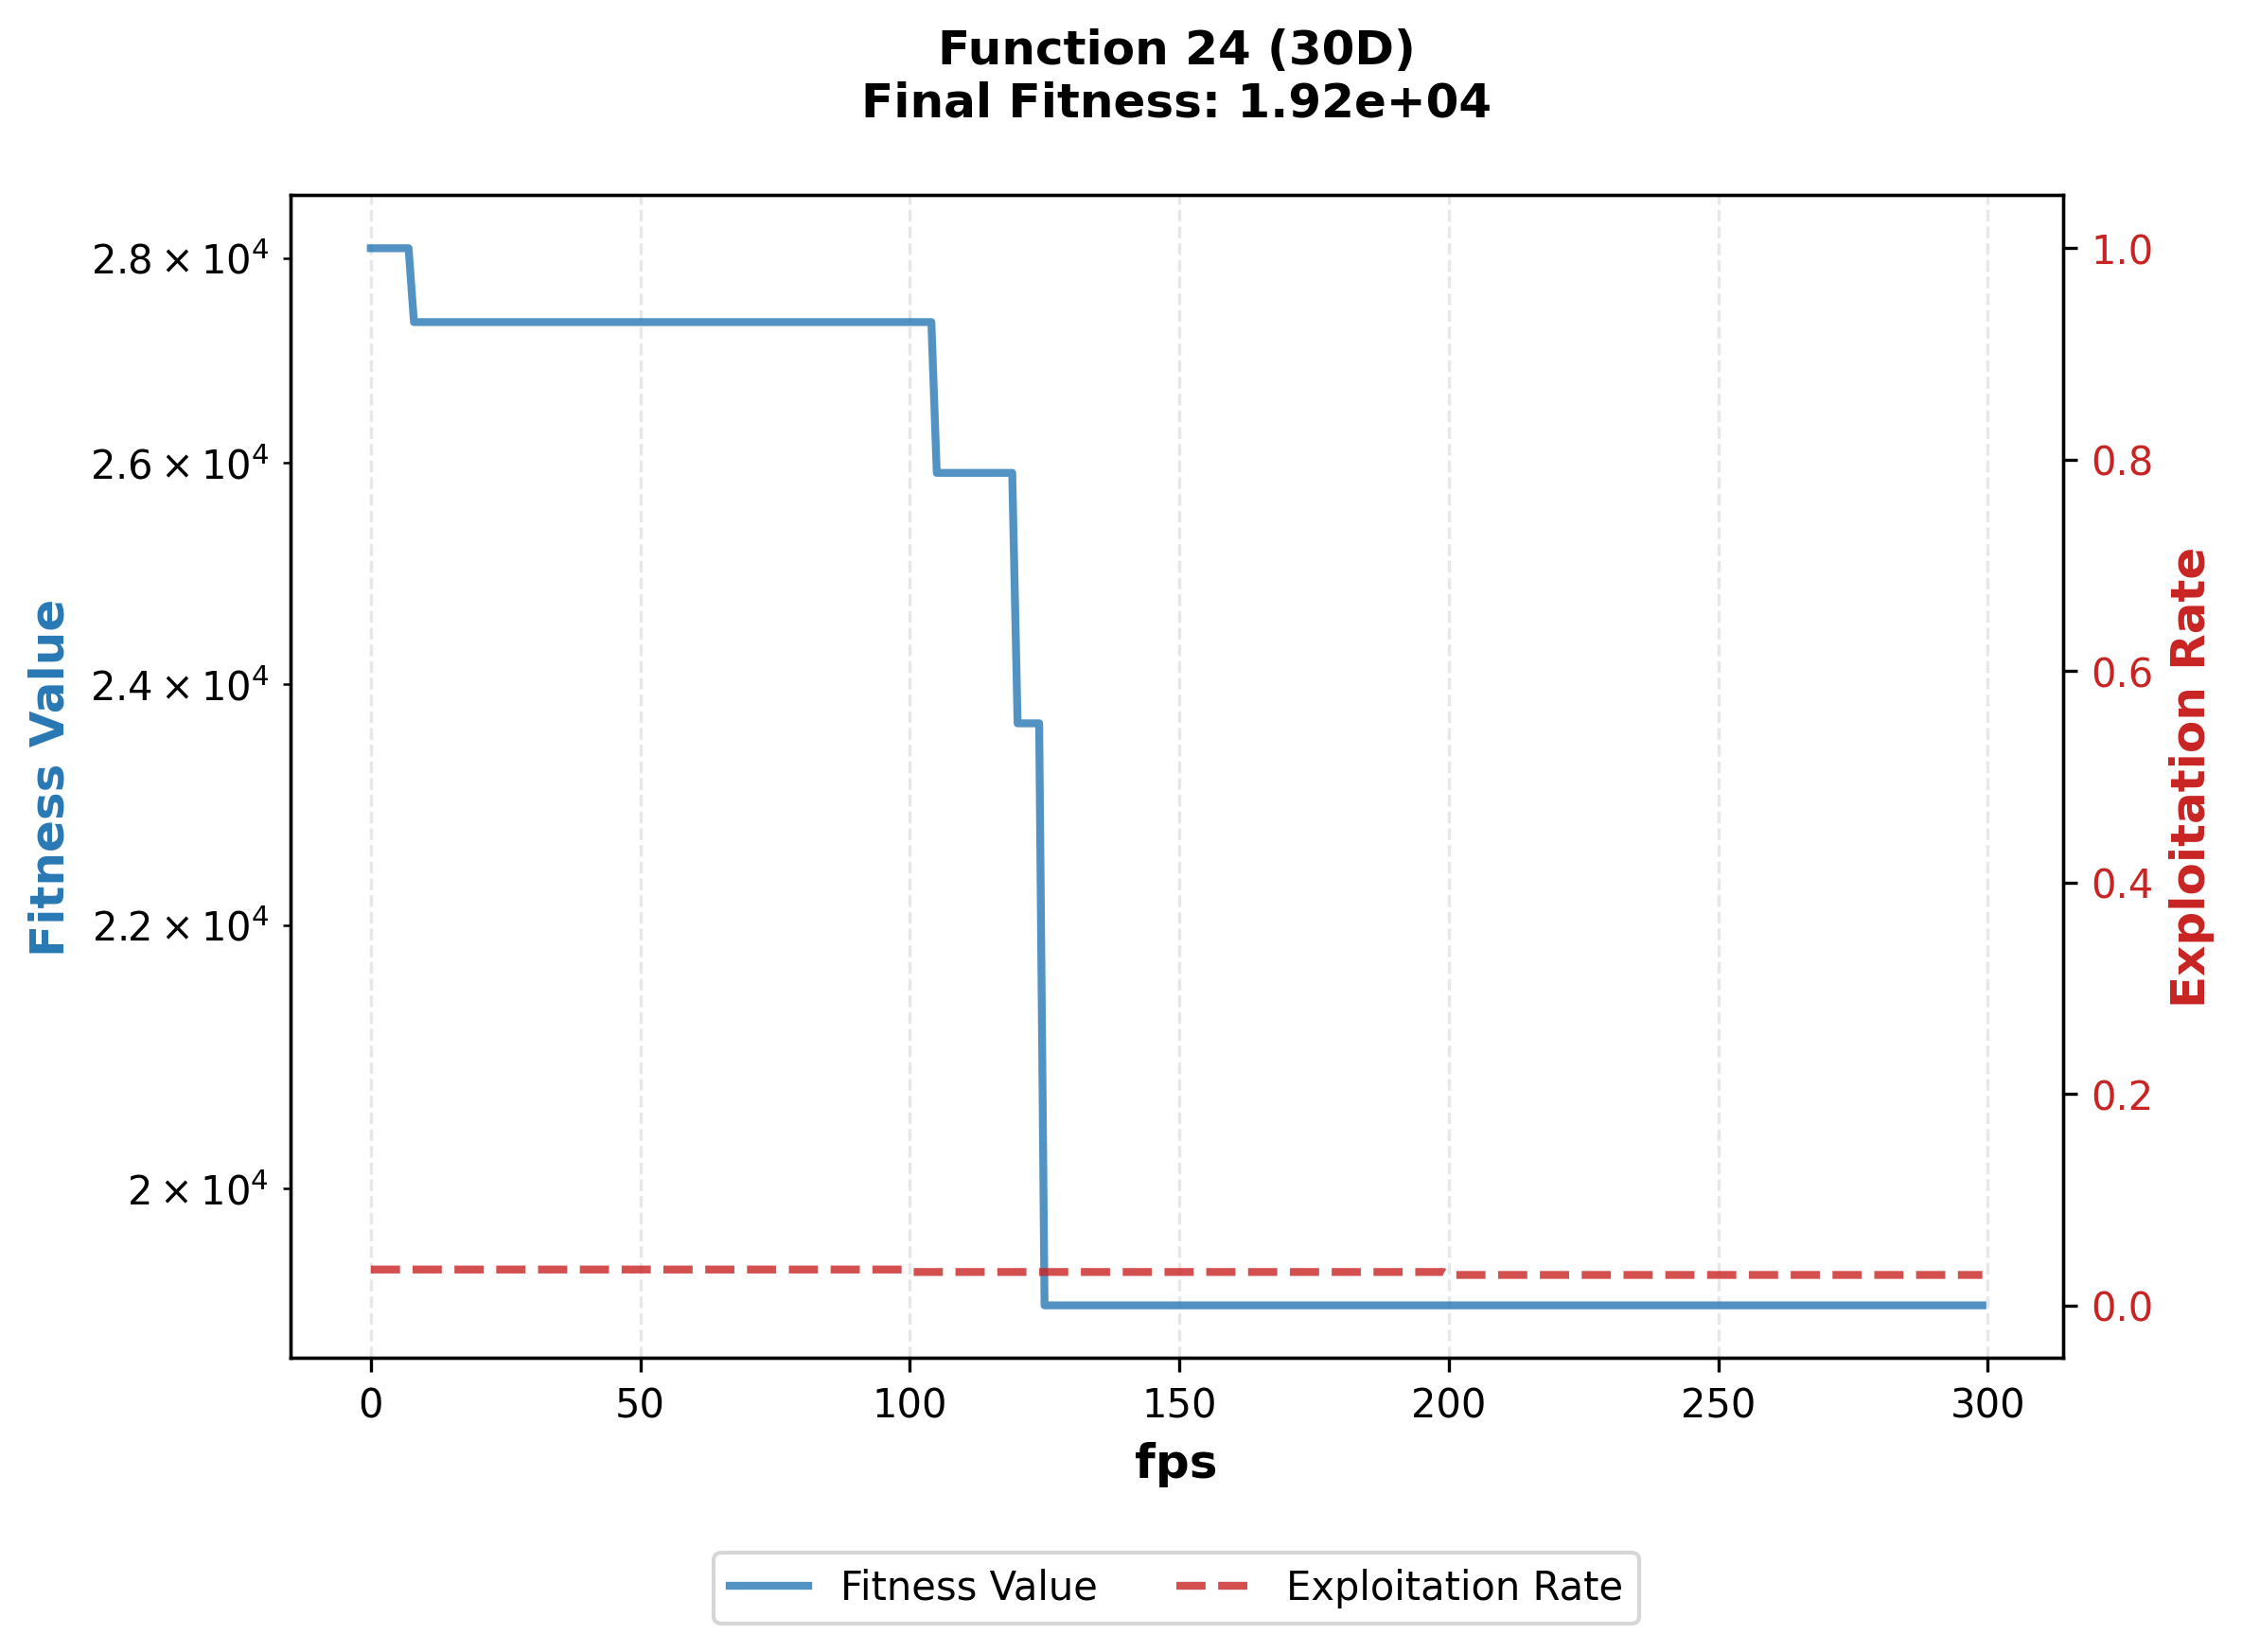 Function 24 (30D)
Final Fitness: 1.92e+04
2.8 × 10⁴
2.6 × 10⁴
2.4 × 10⁴
2.2 × 10⁴
2 × 10⁴
Fitness Value
1.0
0.8
0.6
0.4
0.2
0.0
Exploitation Rate
0 50 100 150 200 250 300
fps
Fitness Value Exploitation Rate